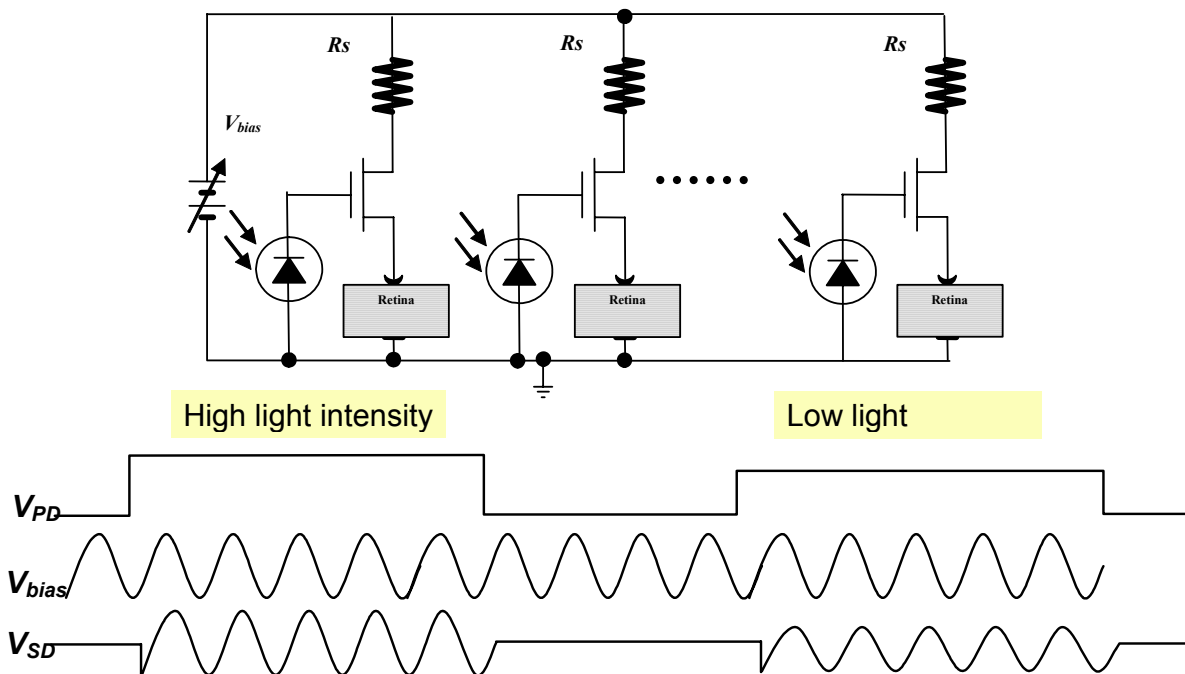 Rs Rs Rs
Vbias
Retina Retina Retina
High light intensity Low light
VPD
Vbias
VSD